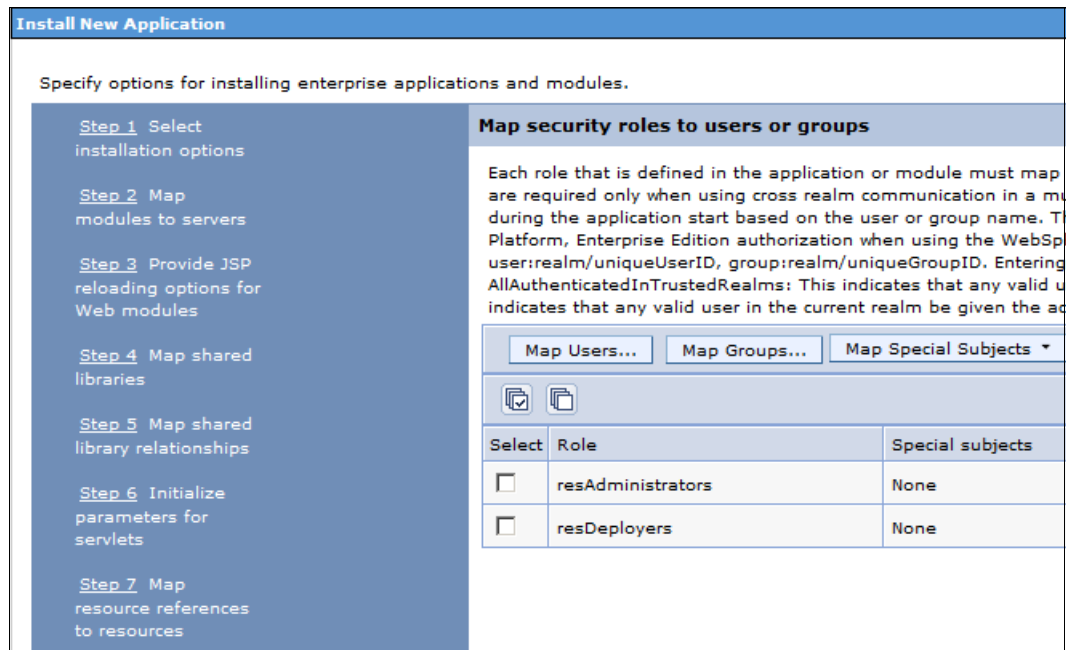 Install New Application
Specify options for installing enterprise applications and modules.
Step 1 Select
installation options
Step 2 Map
modules to servers
Step 3 Provide JSP
reloading options for
Web modules
Step 4 Map shared
libraries
Step 5 Map shared
library relationships
Step 6 Initialize
parameters for
servlets
Step 7 Map
resource references
to resources
Map security roles to users or groups
Each role that is defined in the application or module must map
are required only when using cross realm communication in a
during the application start based on the user or group name.
Platform, Enterprise Edition authorization when using the
user:realm/uniqueUserID, group:realm/uniqueGroupID. Entering
AllAuthenticatedInTrustedRealms: This indicates that any valid
indicates that any valid user in the current realm be given the
Map Users... Map Groups... Map Special Subjects
Select Role Special subjects
resAdministrators None
resDeployers None